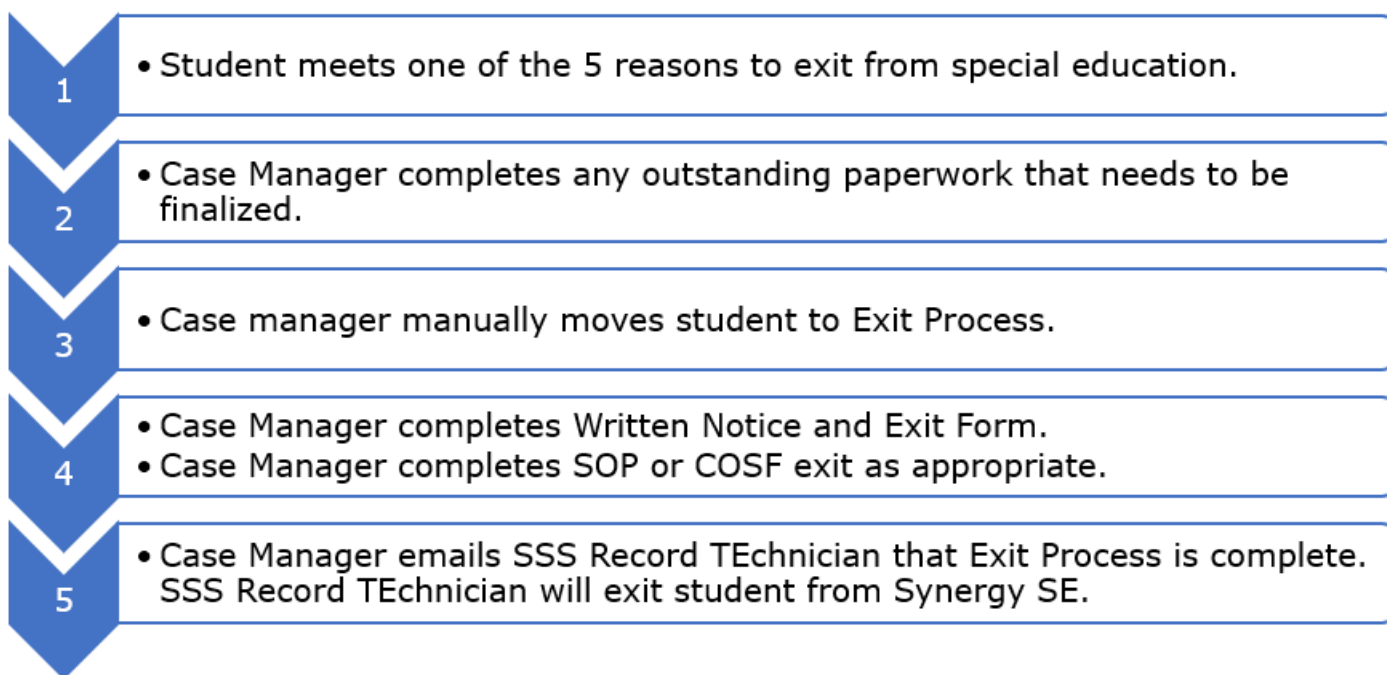 1
• Student meets one of the 5 reasons to exit from special education.
2
• Case Manager completes any outstanding paperwork that needs to be
finalized.
3
• Case manager manually moves student to Exit Process.
4
• Case Manager completes Written Notice and Exit Form.
• Case Manager completes SOP or COSF exit as appropriate.
5
• Case Manager emails SSS Record TEchnician that Exit Process is complete.
SSS Record TEchnician will exit student from Synergy SE.